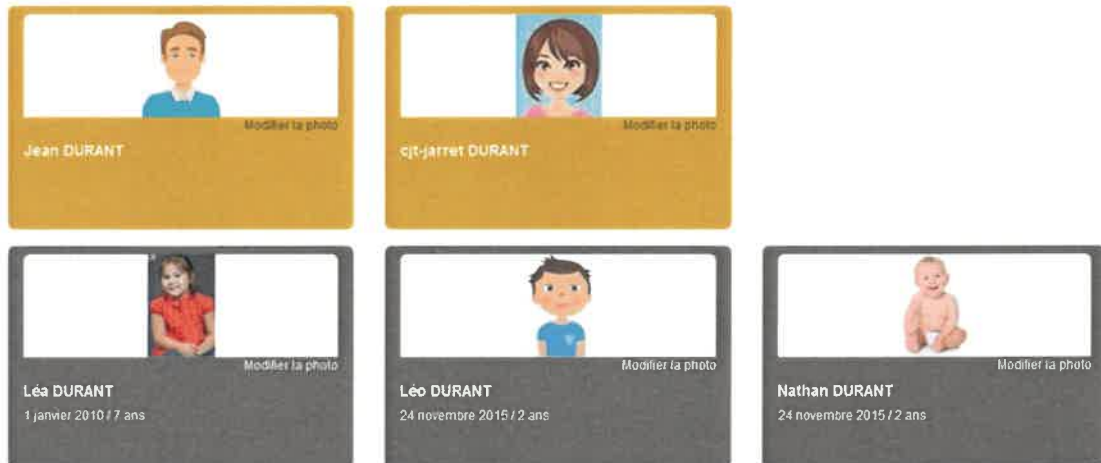 Modifier la photo
Jean DURANT
Modifier la photo
cjt-jarret DURANT
Modifier la photo
Léa DURANT
1 janvier 2010 / 7 ans
Modifier la photo
Léo DURANT
24 novembre 2015 / 2 ans
Modifier la photo
Nathan DURANT
24 novembre 2015 / 2 ans